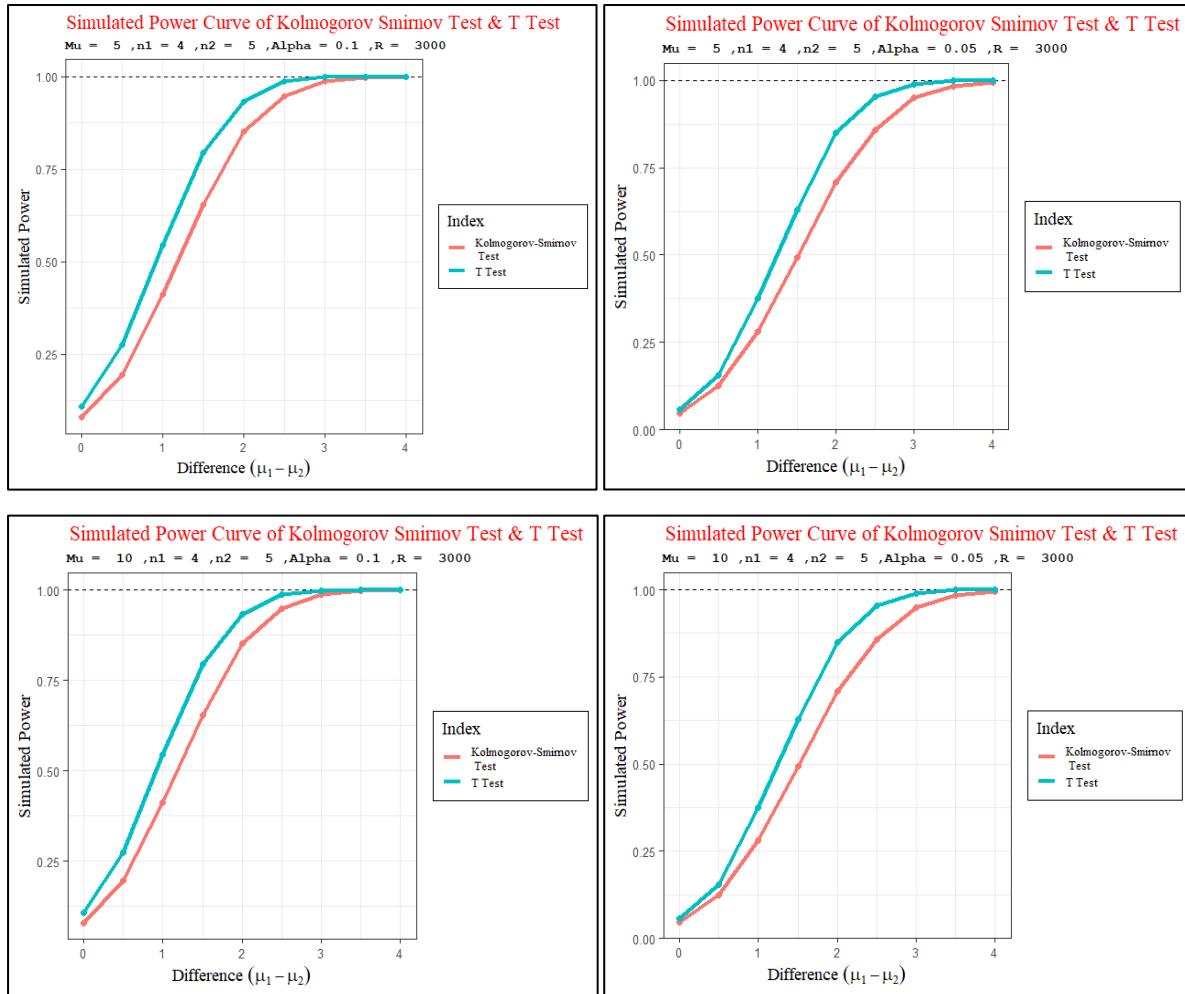 Simulated Power Curve of Kolmogorov Smirnov Test & T Test
Mu =  5 ,n1 = 4 ,n2 =  5 ,Alpha = 0.1 ,R =  3000
1.00
0.75
0.50
0.25
Simulated Power
0 1 2 3 4
Difference (μ₁ − μ₂)
Index
Kolmogorov-Smirnov
Test
T Test
Simulated Power Curve of Kolmogorov Smirnov Test & T Test
Mu =  5 ,n1 = 4 ,n2 =  5 ,Alpha = 0.05 ,R =  3000
1.00
0.75
0.50
0.25
0.00
Simulated Power
0 1 2 3 4
Difference (μ₁ − μ₂)
Index
Kolmogorov-Smirnov
Test
T Test
Simulated Power Curve of Kolmogorov Smirnov Test & T Test
Mu =  10 ,n1 = 4 ,n2 =  5 ,Alpha = 0.1 ,R =  3000
1.00
0.75
0.50
0.25
Simulated Power
0 1 2 3 4
Difference (μ₁ − μ₂)
Index
Kolmogorov-Smirnov
Test
T Test
Simulated Power Curve of Kolmogorov Smirnov Test & T Test
Mu =  10 ,n1 = 4 ,n2 =  5 ,Alpha = 0.05 ,R =  3000
1.00
0.75
0.50
0.25
0.00
Simulated Power
0 1 2 3 4
Difference (μ₁ − μ₂)
Index
Kolmogorov-Smirnov
Test
T Test